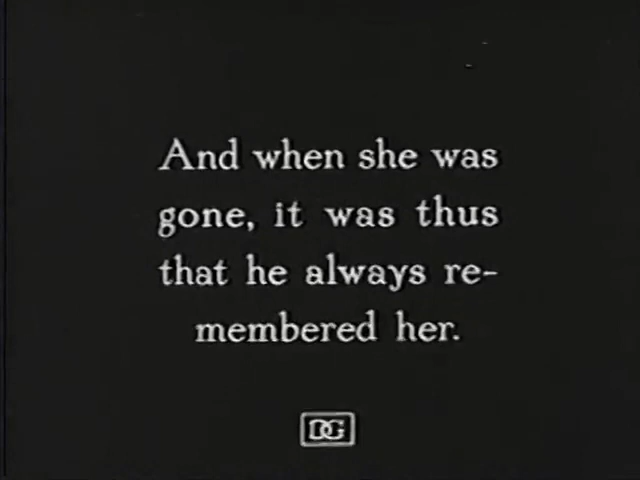 And when she was
gone, it was thus
that he always re-
membered her.
DG